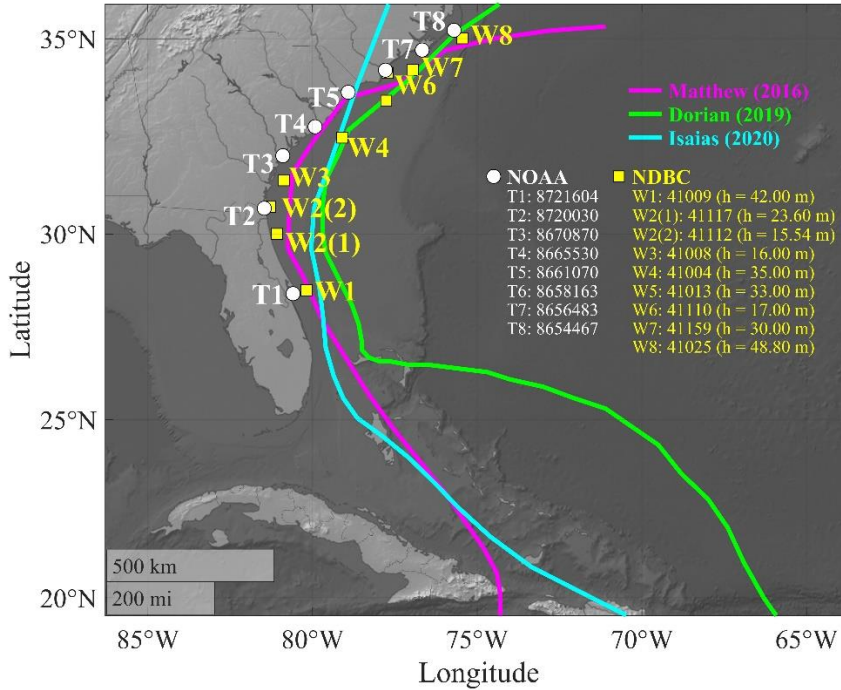 35°N
30°N
25°N
20°N
Latitude
85°W
80°W
75°W
70°W
65°W
Longitude
T8
W8
T7
W7
W6
T5
T4
W4
T3
W3
W2(2)
T2
W2(1)
T1
W1
Matthew (2016)
Dorian (2019)
Isaias (2020)
NOAA
T1: 8721604
T2: 8720030
T3: 8670870
T4: 8665530
T5: 8661070
T6: 8658163
T7: 8656483
T8: 8654467
NDBC
W1: 41009 (h = 42.00 m)
W2(1): 41117 (h = 23.60 m)
W2(2): 41112 (h = 15.54 m)
W3: 41008 (h = 16.00 m)
W4: 41004 (h = 35.00 m)
W5: 41013 (h = 33.00 m)
W6: 41110 (h = 17.00 m)
W7: 41159 (h = 30.00 m)
W8: 41025 (h = 48.80 m)
500 km
200 mi